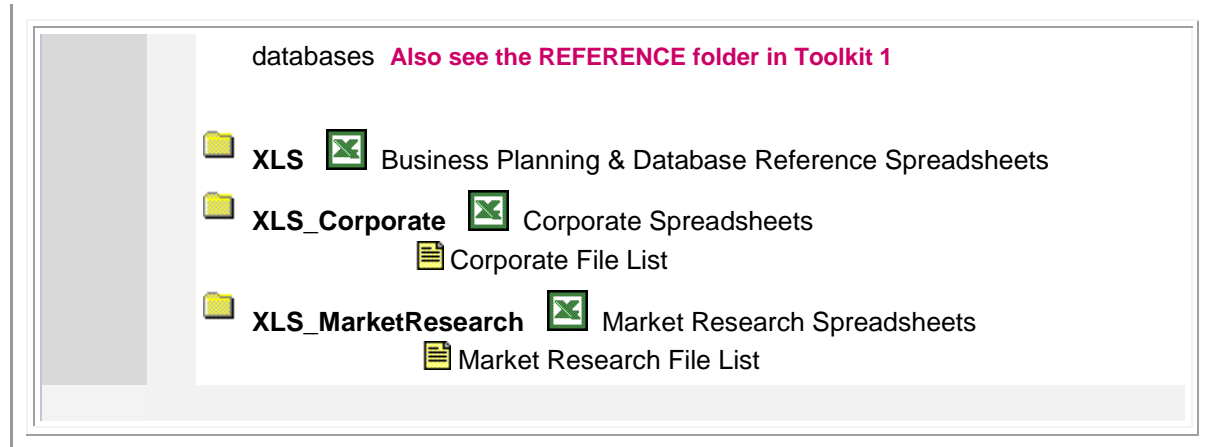 databases Also see the REFERENCE folder in Toolkit 1
XLS Business Planning & Database Reference Spreadsheets
XLS_Corporate Corporate Spreadsheets
Corporate File List
XLS_MarketResearch Market Research Spreadsheets
Market Research File List